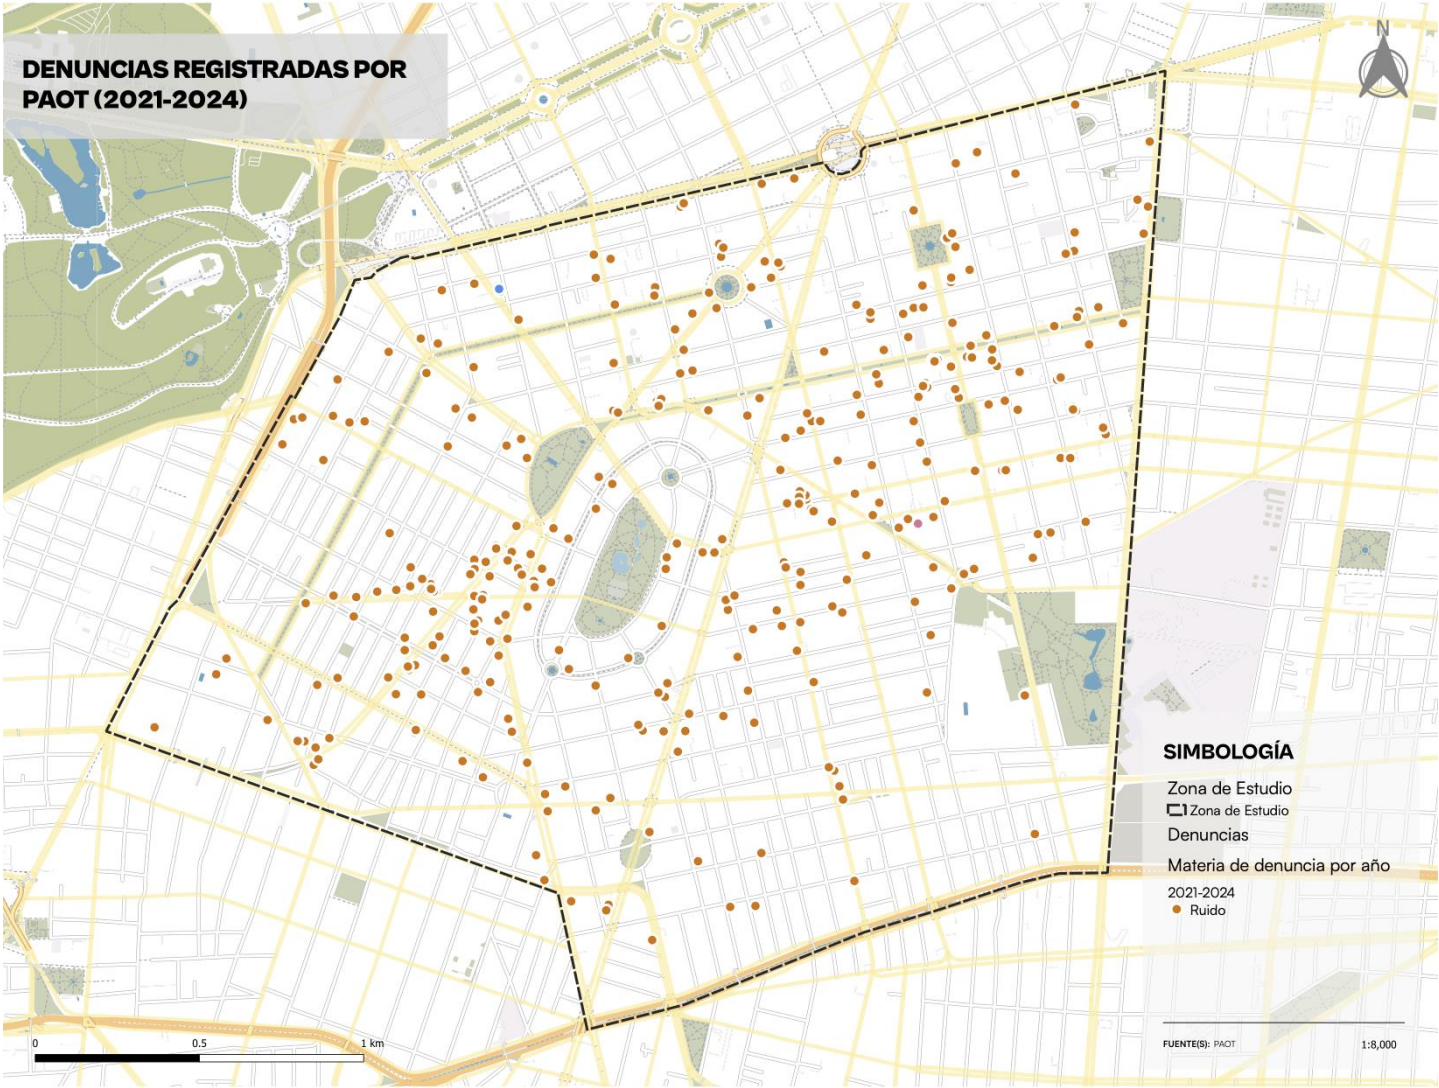 DENUNCIAS REGISTRADAS POR
PAOT (2021-2024)
N
SIMBOLOGÍA
Zona de Estudio
Zona de Estudio
Denuncias
Materia de denuncia por año
2021-2024
Ruido
FUENTE(S): PAOT
1:8,000
0 0.5 1 km